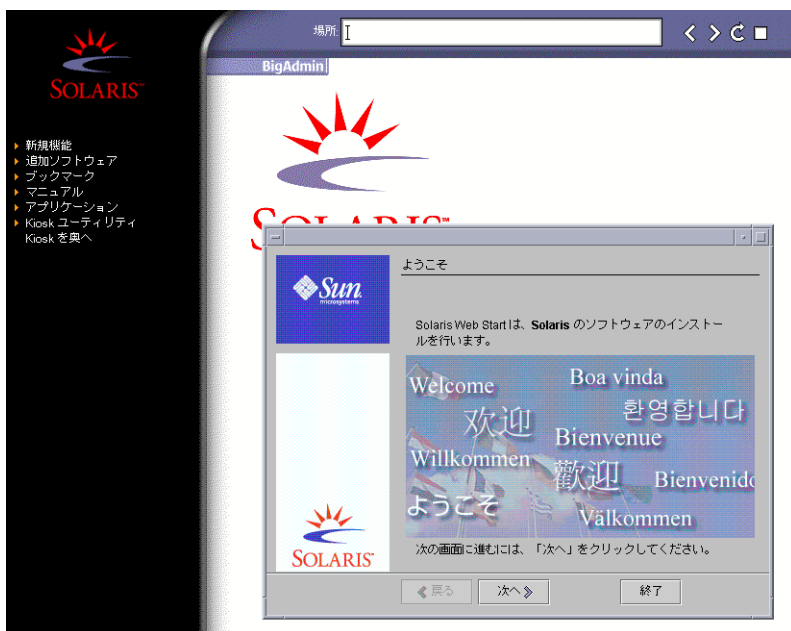 場所:
BigAdmin
SOLARIS™
新規機能
追加ソフトウェア
ブックマーク
マニュアル
アプリケーション
Kiosk ユーティリティ
Kiosk を奥へ
SOLARIS™
Sun
microsystems
ようこそ
Solaris Web Start は、Solaris のソフトウェアのインストー
ルを行います。
Welcome
Boa vinda
欢迎
환영합니다
Bienvenue
Willkommen
歡迎
Bienvenido
ようこそ
Välkommen
SOLARIS™
次の画面に進むには、「次へ」をクリックしてください。
戻る
次へ
終了